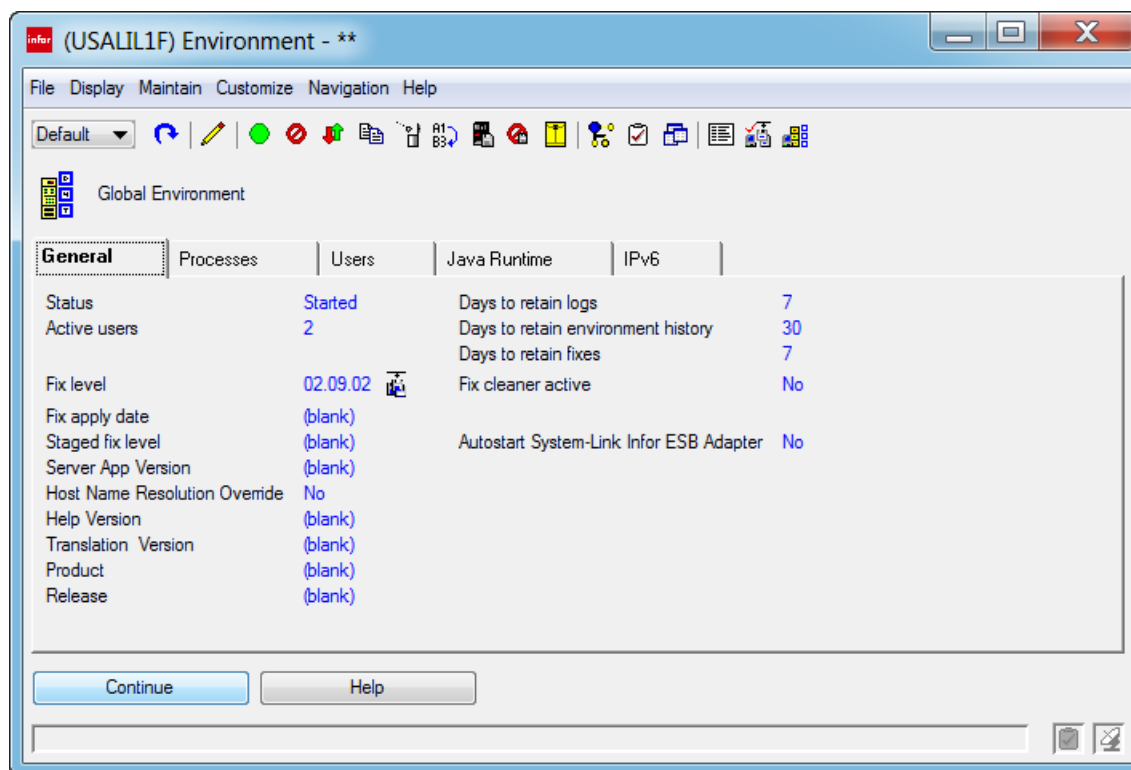 infor (USALIL1F) Environment - **
File Display Maintain Customize Navigation Help
Default
Global Environment
General Processes Users Java Runtime IPv6
Status Started Days to retain logs 7
Active users 2 Days to retain environment history 30
Days to retain fixes 7
Fix level 02.09.02 Fix cleaner active No
Fix apply date (blank)
Staged fix level (blank) Autostart System-Link Infor ESB Adapter No
Server App Version (blank)
Host Name Resolution Override No
Help Version (blank)
Translation Version (blank)
Product (blank)
Release (blank)
Continue Help